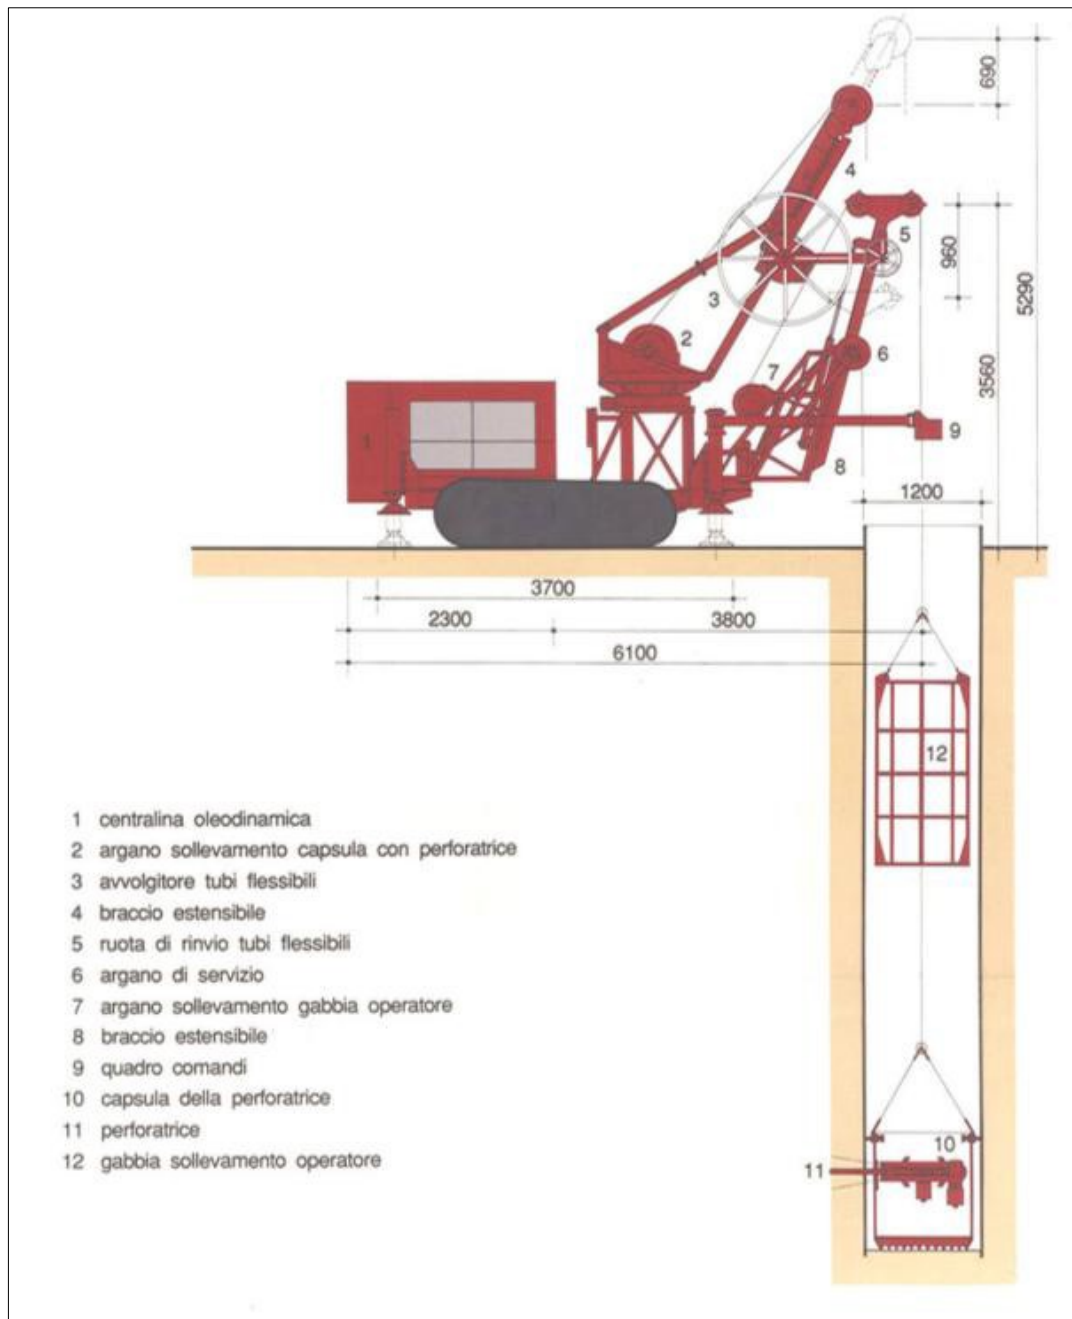 690
4
5
960
5290
3
2
6
3560
7
1
9
8
1200
3700
2300
3800
6100
12
1 centralina oleodinamica
2 argano sollevamento capsula con perforatrice
3 avvolgitore tubi flessibili
4 braccio estensibile
5 ruota di rinvio tubi flessibili
6 argano di servizio
7 argano sollevamento gabbia operatore
8 braccio estensibile
9 quadro comandi
10 capsula della perforatrice
11 perforatrice
12 gabbia sollevamento operatore
10
11